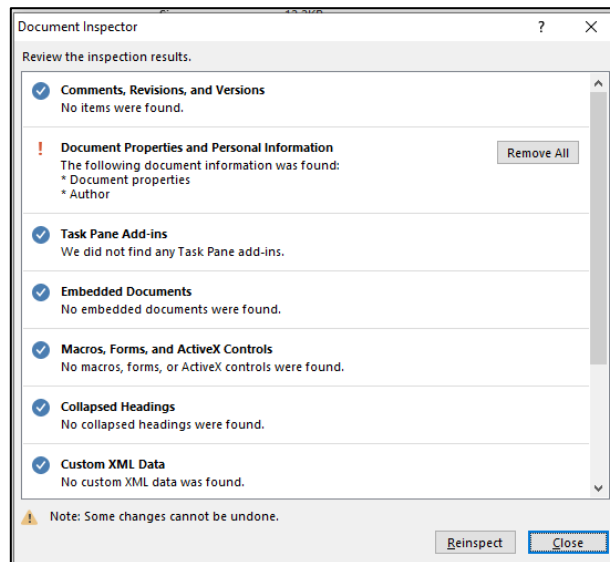 Document Inspector
? X
Review the inspection results.
Comments, Revisions, and Versions
No items were found.
! Document Properties and Personal Information
Remove All
The following document information was found:
* Document properties
* Author
Task Pane Add-ins
We did not find any Task Pane add-ins.
Embedded Documents
No embedded documents were found.
Macros, Forms, and ActiveX Controls
No macros, forms, or ActiveX controls were found.
Collapsed Headings
No collapsed headings were found.
Custom XML Data
No custom XML data was found.
Note: Some changes cannot be undone.
Reinspect
Close